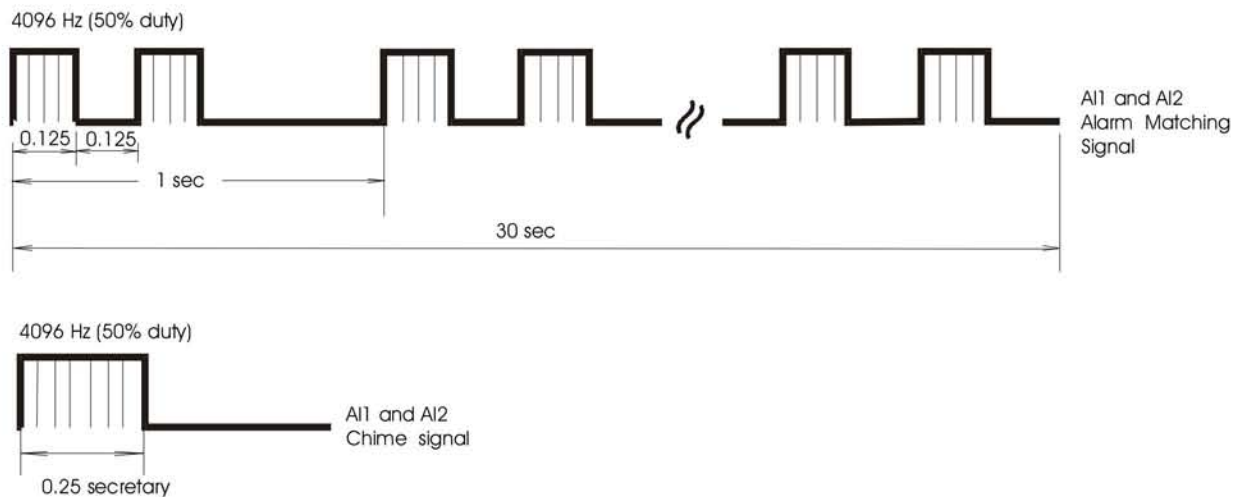 4096 Hz (50% duty)
AI1 and AI2
Alarm Matching
Signal
0.125 0.125
1 sec
30 sec
4096 Hz (50% duty)
AI1 and AI2
Chime signal
0.25 secretary